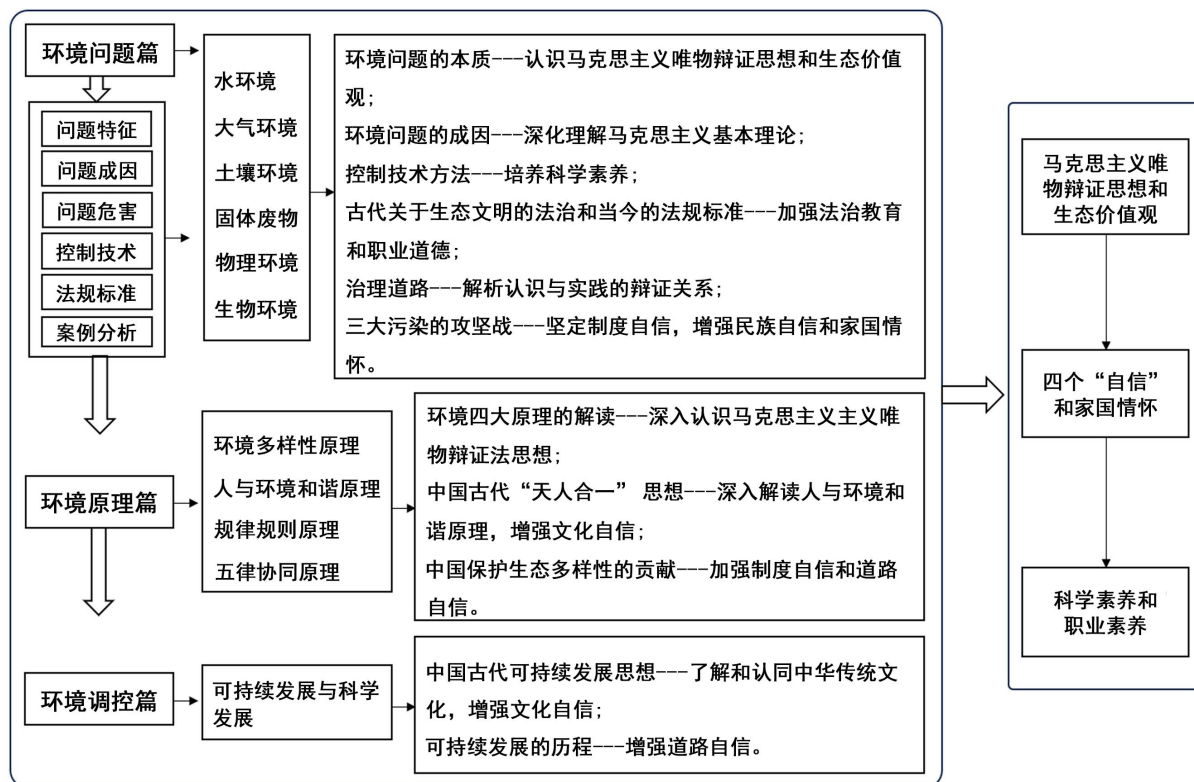 环境问题篇
问题特征
问题成因
问题危害
控制技术
法规标准
案例分析
水环境
大气环境
土壤环境
固体废物
物理环境
生物环境
环境问题的本质---认识马克思主义唯物辩证思想和生态价值
观;
环境问题的成因---深化理解马克思主义基本理论;
控制技术方法---培养科学素养;
古代关于生态文明的法治和当今的法规标准---加强法治教育
和职业道德;
治理道路---解析认识与实践的辩证关系;
三大污染的攻坚战---坚定制度自信，增强民族自信和家国情
怀。
环境原理篇
环境多样性原理
人与环境和谐原理
规律规则原理
五律协同原理
环境四大原理的解读---深入认识马克思主义主义唯
物辩证法思想;
中国古代“天人合一” 思想---深入解读人与环境和
谐原理，增强文化自信;
中国保护生态多样性的贡献---加强制度自信和道路
自信。
环境调控篇
可持续发展与科学
发展
中国古代可持续发展思想---了解和认同中华传统文
化，增强文化自信;
可持续发展的历程---增强道路自信。
马克思主义唯
物辩证思想和
生态价值观
四个“自信”
和家国情怀
科学素养和
职业素养